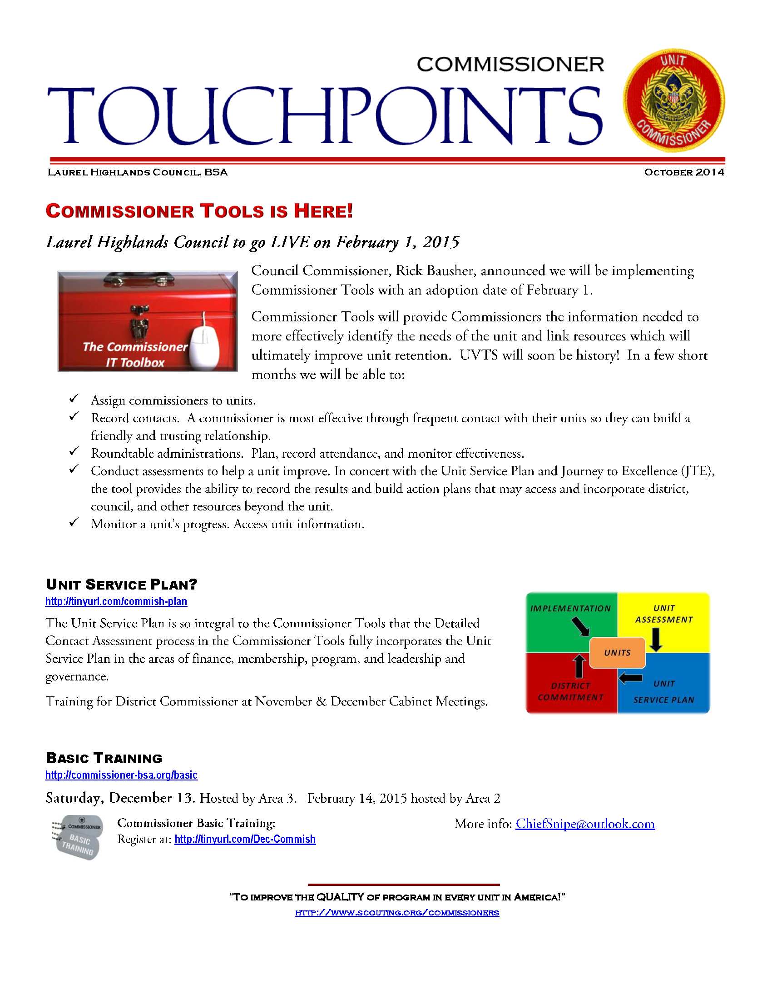 COMMISSIONER
TOUCHPOINTS
UNIT
BE PREPARED
COMMISSIONER
LAUREL HIGHLANDS COUNCIL, BSA
OCTOBER 2014
COMMISSIONER TOOLS IS HERE!
Laurel Highlands Council to go LIVE on February 1, 2015
The Commissioner
IT Toolbox
Council Commissioner, Rick Bausher, announced we will be implementing
Commissioner Tools with an adoption date of February 1.
Commissioner Tools will provide Commissioners the information needed to
more effectively identify the needs of the unit and link resources which will
ultimately improve unit retention.  UVTS will soon be history!  In a few short
months we will be able to:
✓ Assign commissioners to units.
✓ Record contacts.  A commissioner is most effective through frequent contact with their units so they can build a
friendly and trusting relationship.
✓ Roundtable administrations.  Plan, record attendance, and monitor effectiveness.
✓ Conduct assessments to help a unit improve. In concert with the Unit Service Plan and Journey to Excellence (JTE),
the tool provides the ability to record the results and build action plans that may access and incorporate district,
council, and other resources beyond the unit.
✓ Monitor a unit's progress. Access unit information.
UNIT SERVICE PLAN?
http://tinyurl.com/commish-plan
The Unit Service Plan is so integral to the Commissioner Tools that the Detailed
Contact Assessment process in the Commissioner Tools fully incorporates the Unit
Service Plan in the areas of finance, membership, program, and leadership and
governance.
Training for District Commissioner at November & December Cabinet Meetings.
IMPLEMENTATION
UNIT
ASSESSMENT
UNITS
DISTRICT
COMMITMENT
UNIT
SERVICE PLAN
BASIC TRAINING
http://commissioner-bsa.org/basic
Saturday, December 13. Hosted by Area 3.   February 14, 2015 hosted by Area 2
COMMISSIONER
BASIC
TRAINING
Commissioner Basic Training:
Register at: http://tinyurl.com/Dec-Commish
More info: ChiefSnipe@outlook.com
"TO IMPROVE THE QUALITY OF PROGRAM IN EVERY UNIT IN AMERICA!"
HTTP://WWW.SCOUTING.ORG/COMMISSIONERS